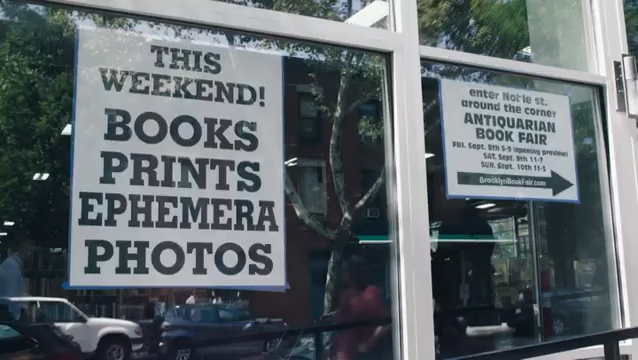 THIS
WEEKEND!
BOOKS
PRINTS
EPHEMERA
PHOTOS
enter Noble st.
around the corner
ANTIQUARIAN
BOOK FAIR
FRI. Sept. 8th 5-9 (opening preview)
SAT. Sept. 9th 11-7
SUN. Sept. 10th 11-5
BrooklynBookFair.com